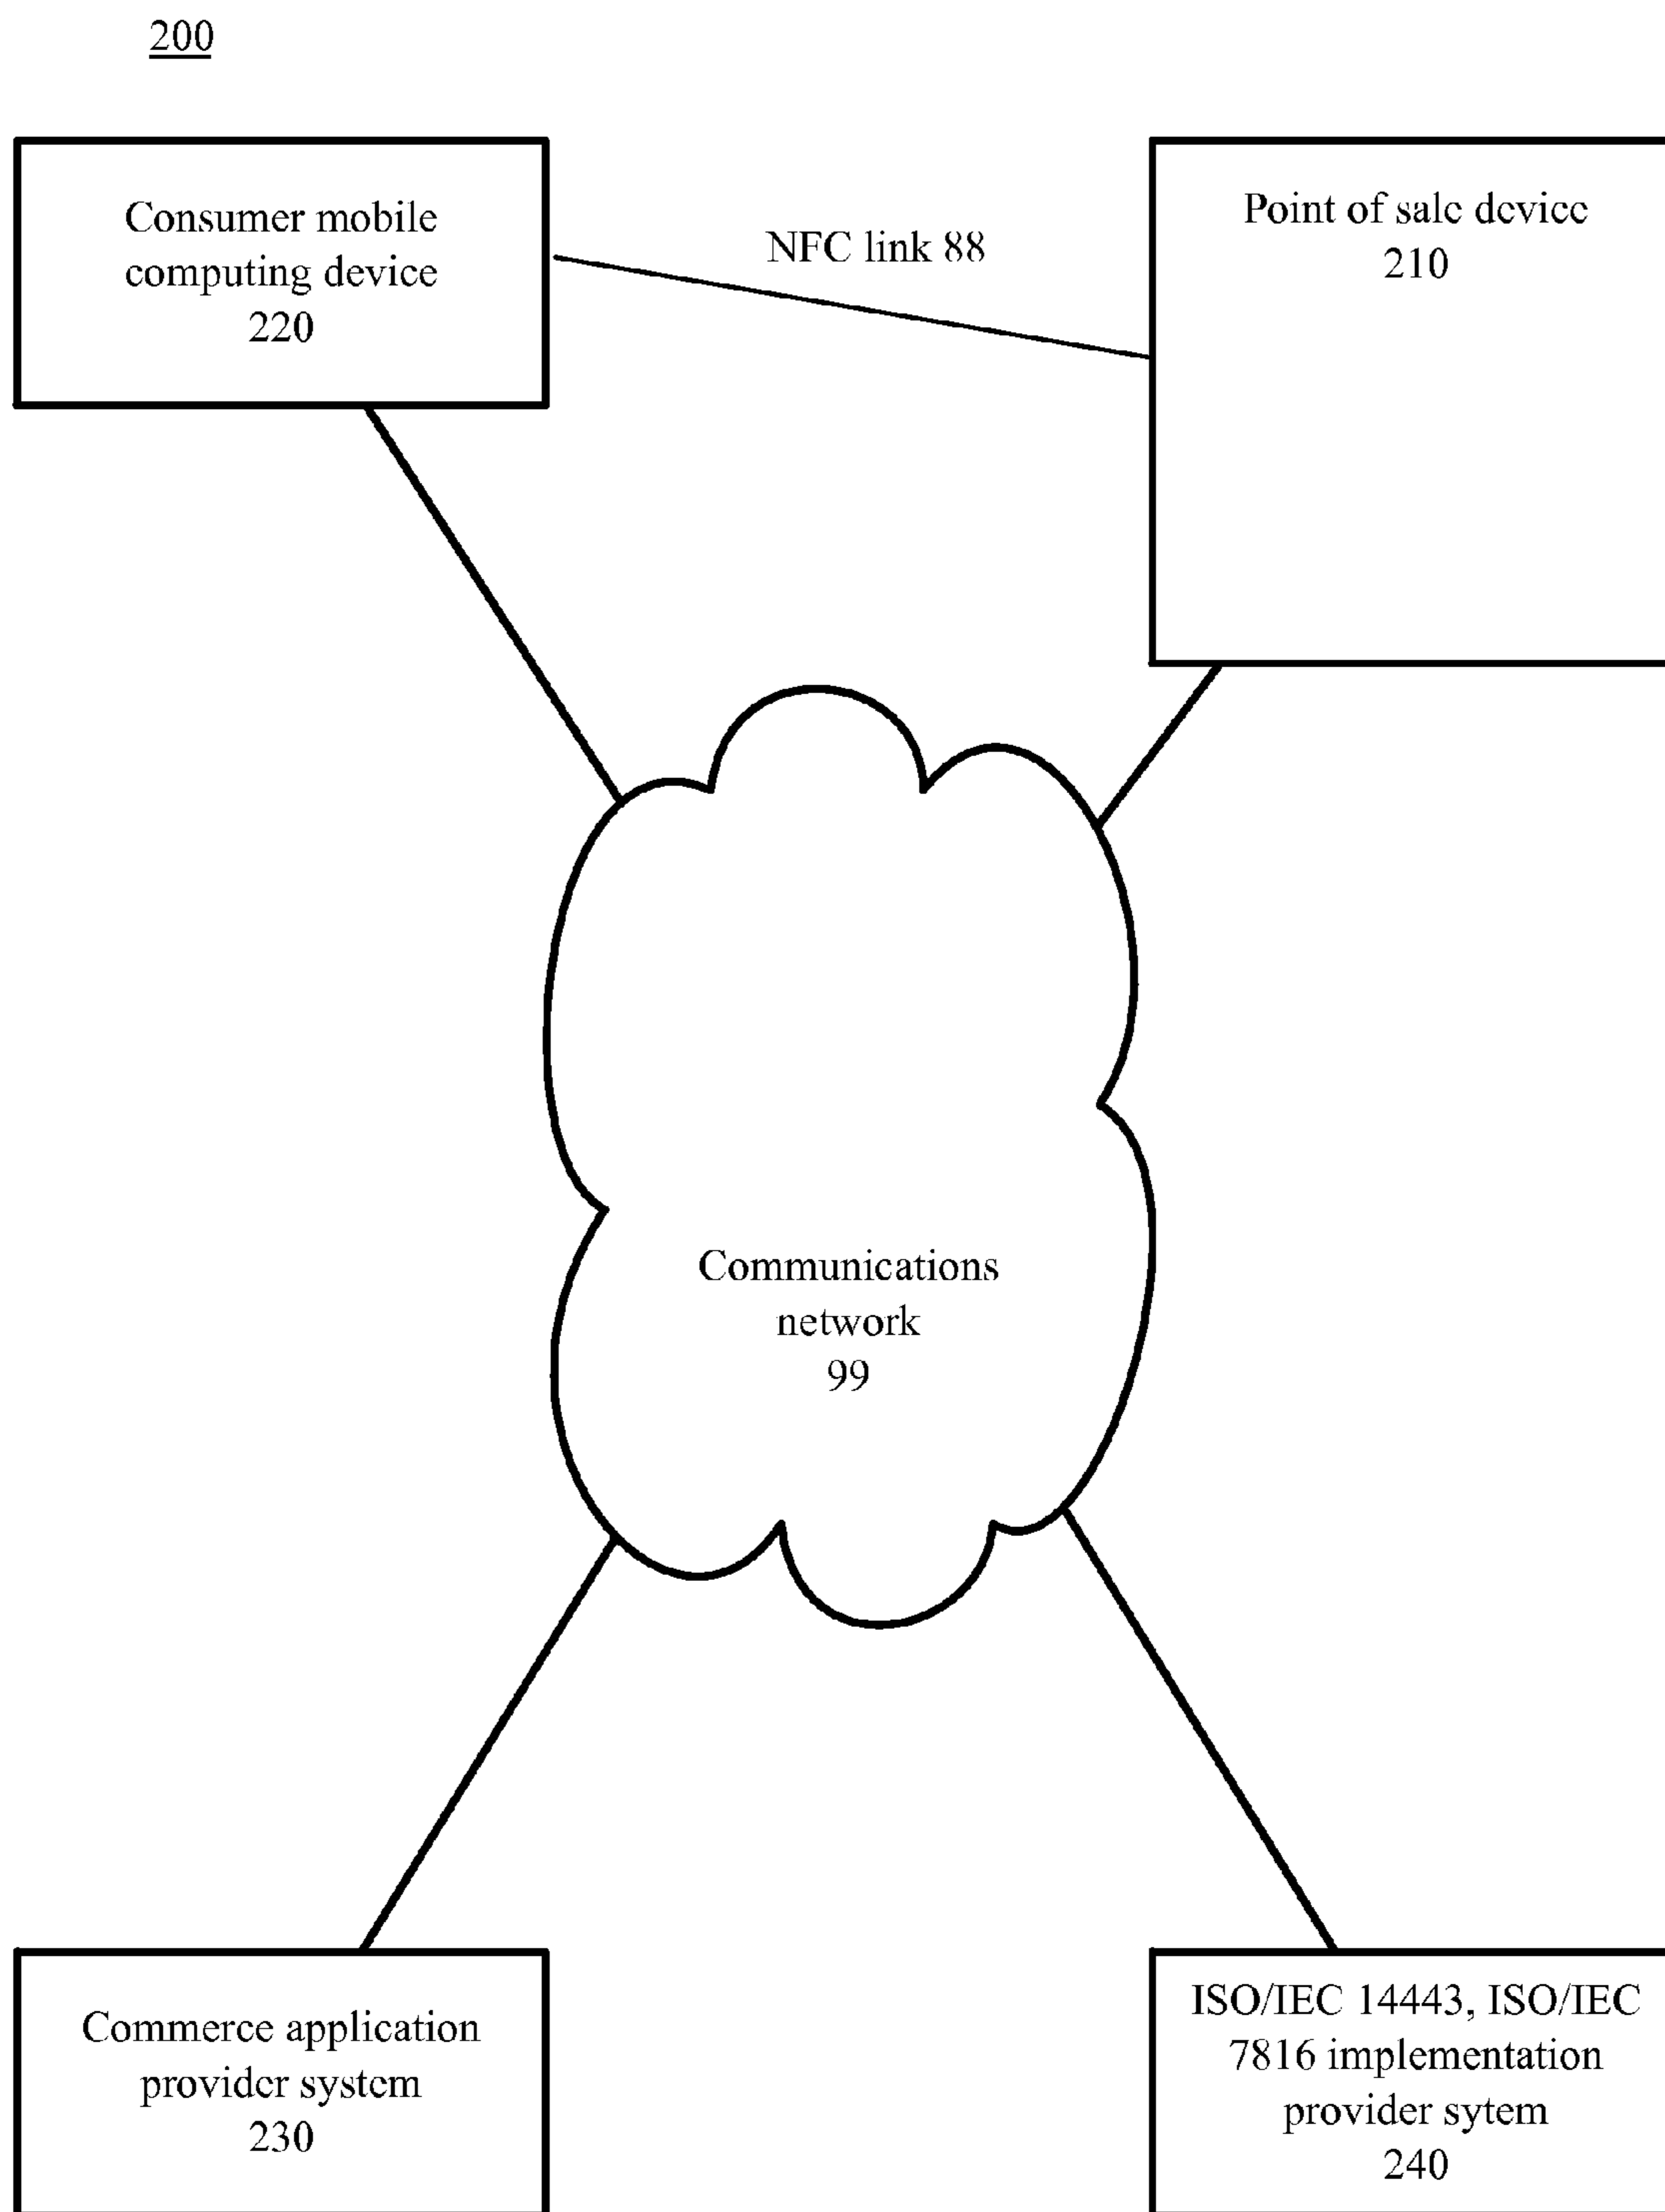 200
Consumer mobile
computing device
220
NFC link 88
Point of sale device
210
Communications
network
99
Commerce application
provider system
230
ISO/IEC 14443, ISO/IEC
7816 implementation
provider sytem
240